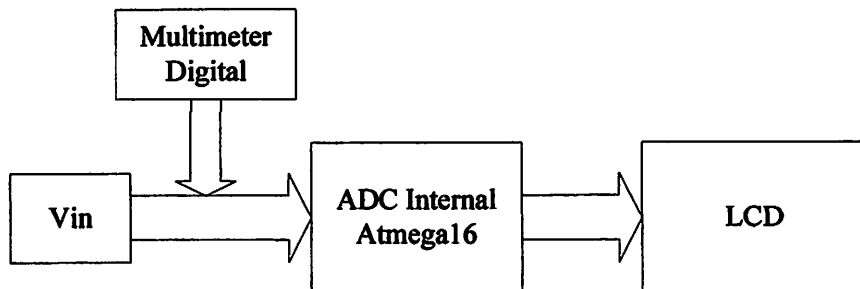 Multimeter
Digital
Vin
ADC Internal
Atmega16
LCD